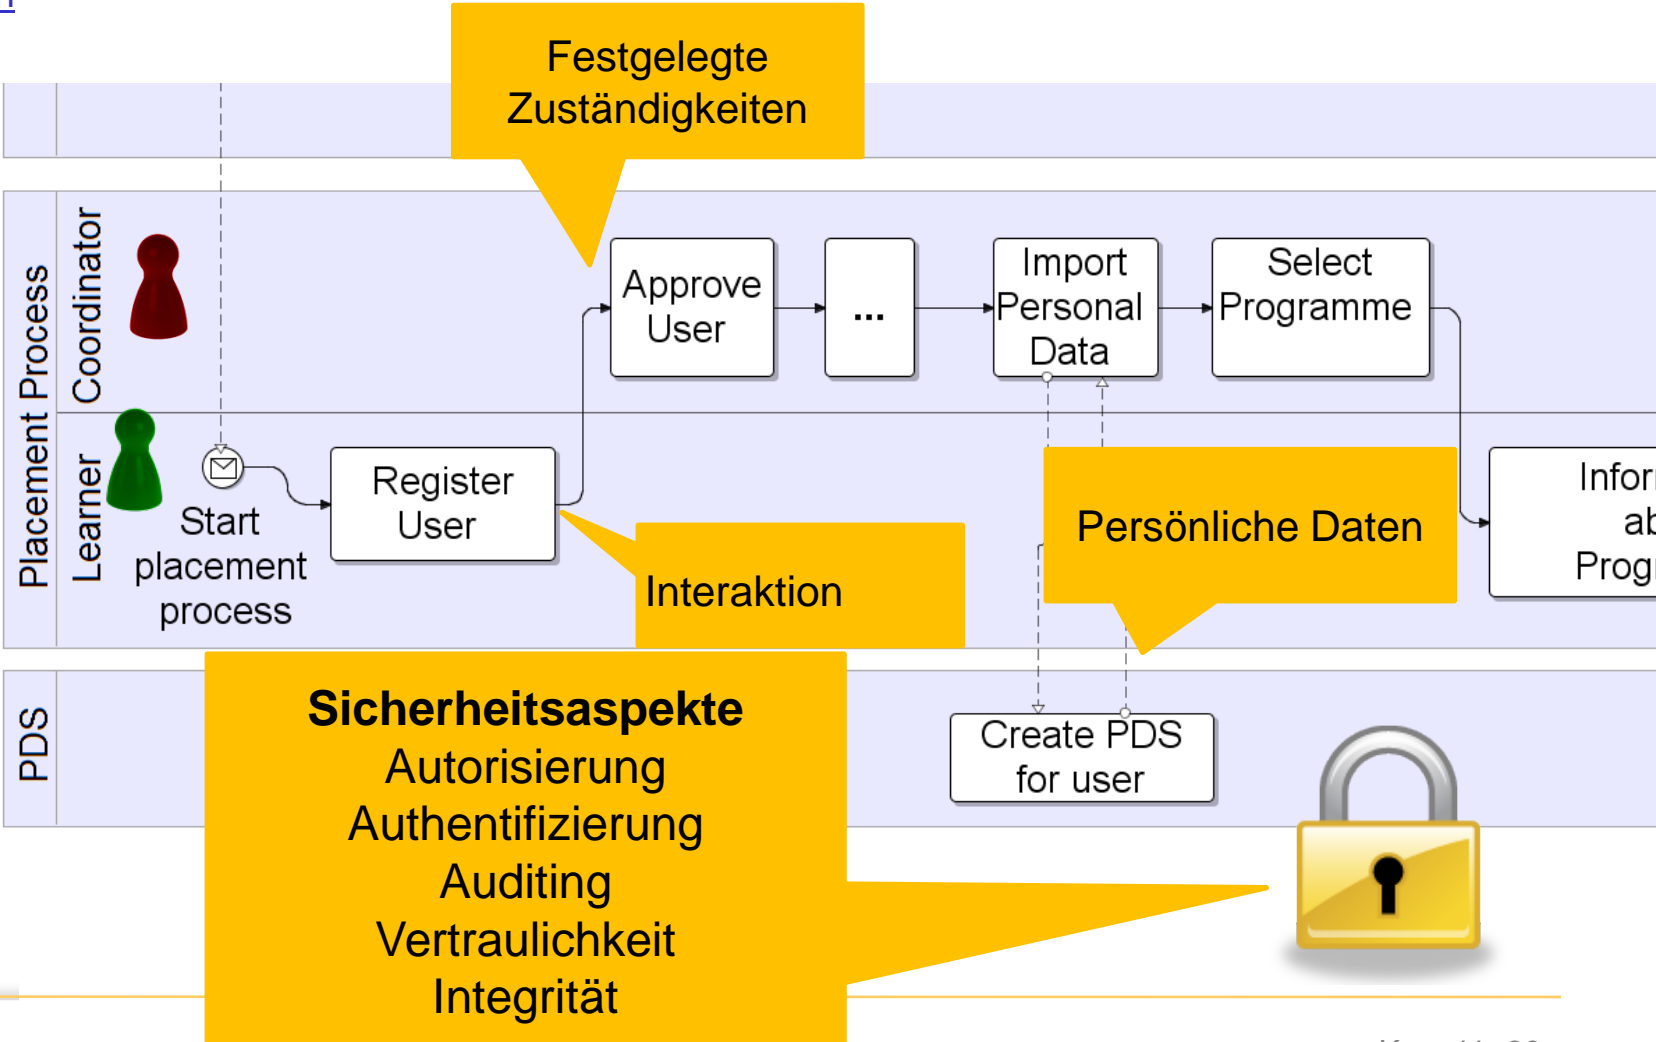 Festgelegte
Zuständigkeiten
Placement Process
Coordinator
Approve
User
...
Import
Personal
Data
Select
Programme
Learner
Start
placement
process
Register
User
Interaktion
Persönliche Daten
PDS
Create PDS
for user
Sicherheitsaspekte
Autorisierung
Authentifizierung
Auditing
Vertraulichkeit
Integrität